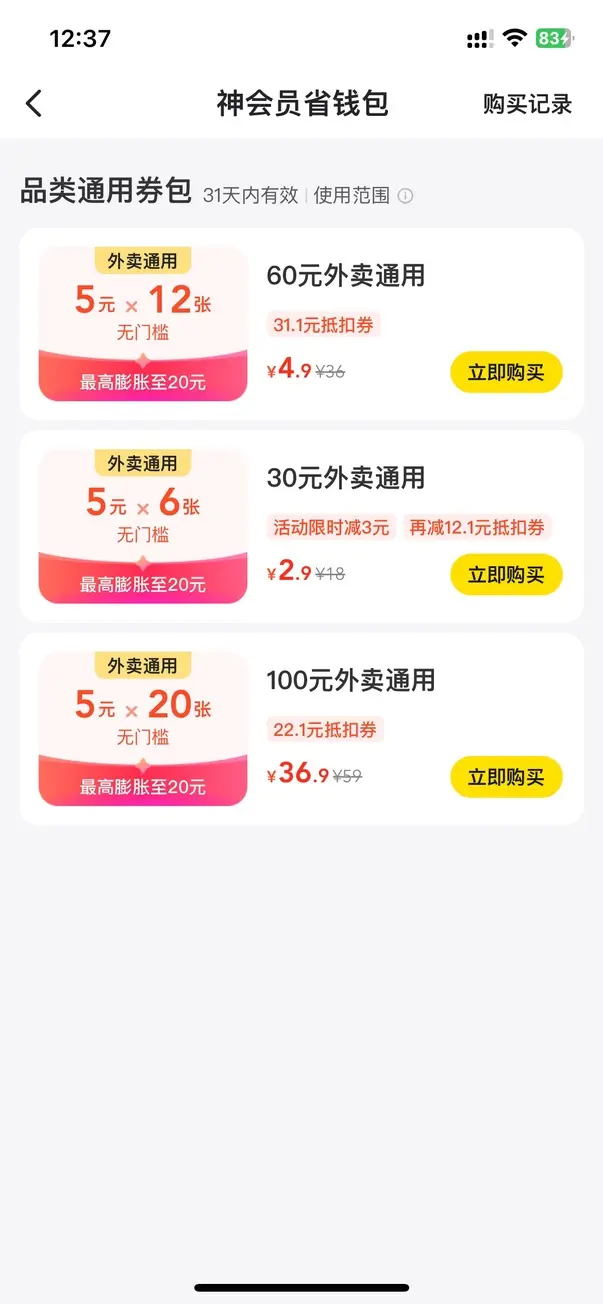 12:37
83
神会员省钱包
购买记录
品类通用券包 31天内有效 | 使用范围
外卖通用
5元 × 12张
无门槛
最高膨胀至20元
60元外卖通用
31.1元抵扣券
¥4.9 ¥36
立即购买
外卖通用
5元 × 6张
无门槛
最高膨胀至20元
30元外卖通用
活动限时减3元 再减12.1元抵扣券
¥2.9 ¥18
立即购买
外卖通用
5元 × 20张
无门槛
最高膨胀至20元
100元外卖通用
22.1元抵扣券
¥36.9 ¥59
立即购买